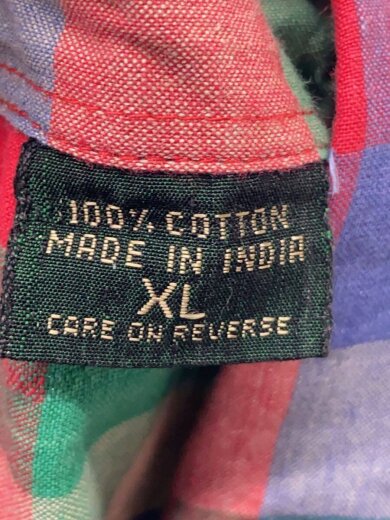 100% COTTON
MADE IN INDIA
XL
CARE ON REVERSE